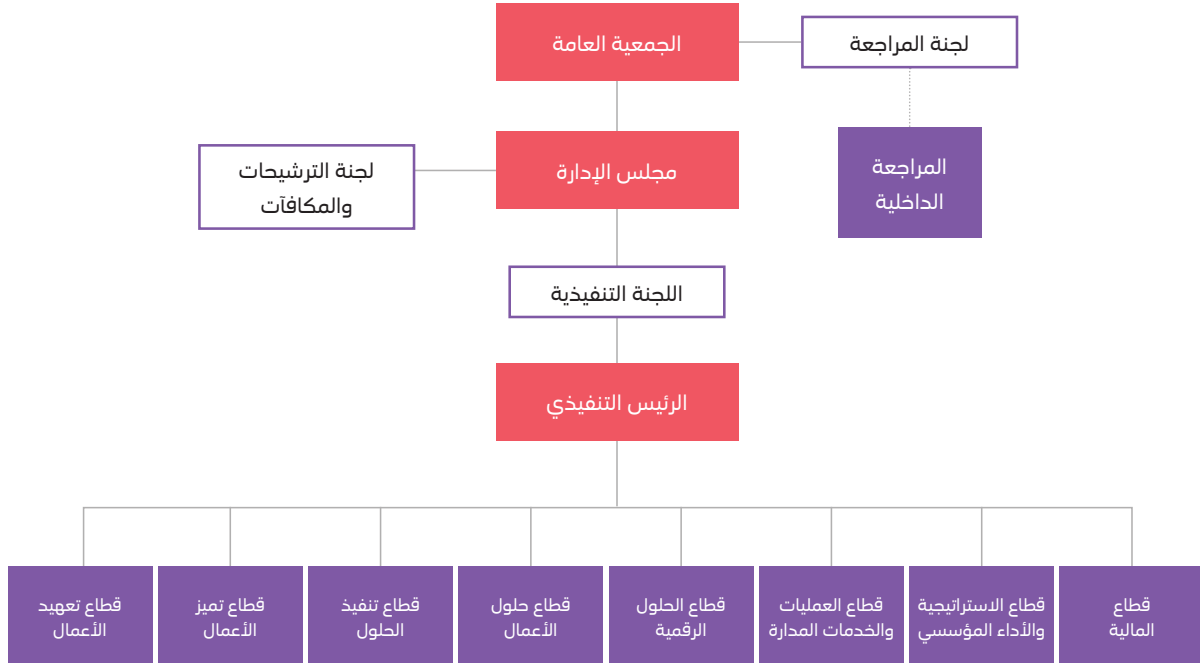 الجمعية العامة
لجنة المراجعة
المراجعة
الداخلية
مجلس الإدارة
لجنة الترشيحات
والمكافآت
اللجنة التنفيذية
الرئيس التنفيذي
قطاع
المالية
قطاع الاستراتيجية
والأداء المؤسسي
قطاع العمليات
والخدمات المدارة
قطاع الحلول
الرقمية
قطاع حلول
الأعمال
قطاع تنفيذ
الحلول
قطاع تميز
الأعمال
قطاع تعهيد
الأعمال